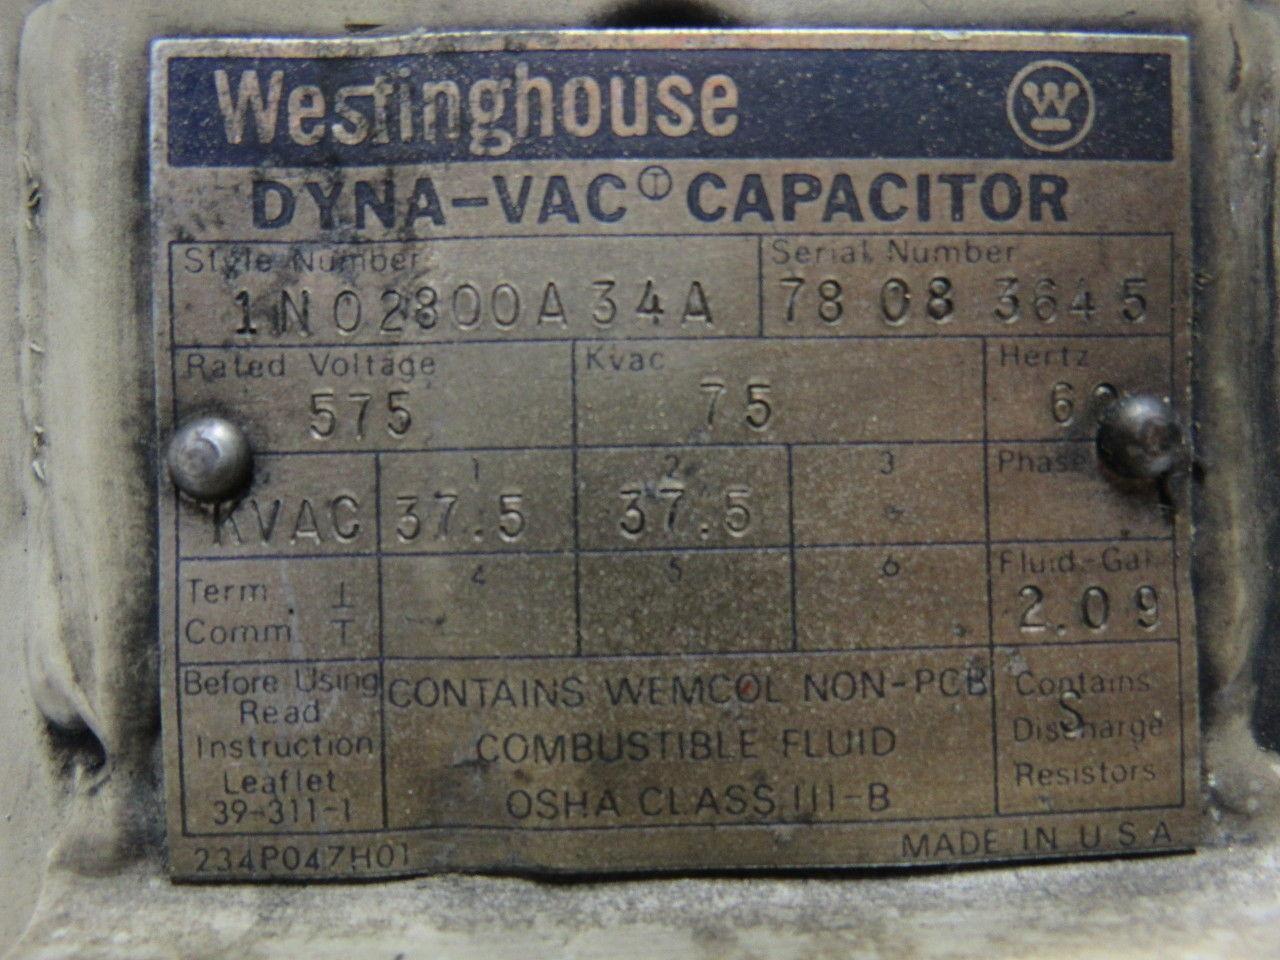 Westinghouse W
DYNA-VAC Ⓣ CAPACITOR
Style Number Serial Number
1N02800A34A 78 08 3645
Rated Voltage Kvac Hertz
575 75
1 2 3 Phase
KVAC 37.5 37.5
4 5 6 Fluid-Gal.
Term. ⊥ 2.09
Comm. T
Before Using CONTAINS WEMCOL NON-PCB Contains
Read S
Instruction COMBUSTIBLE FLUID Discharge
Leaflet Resistors
39-311-1 OSHA CLASS III-B
234P047H01 MADE IN U S A